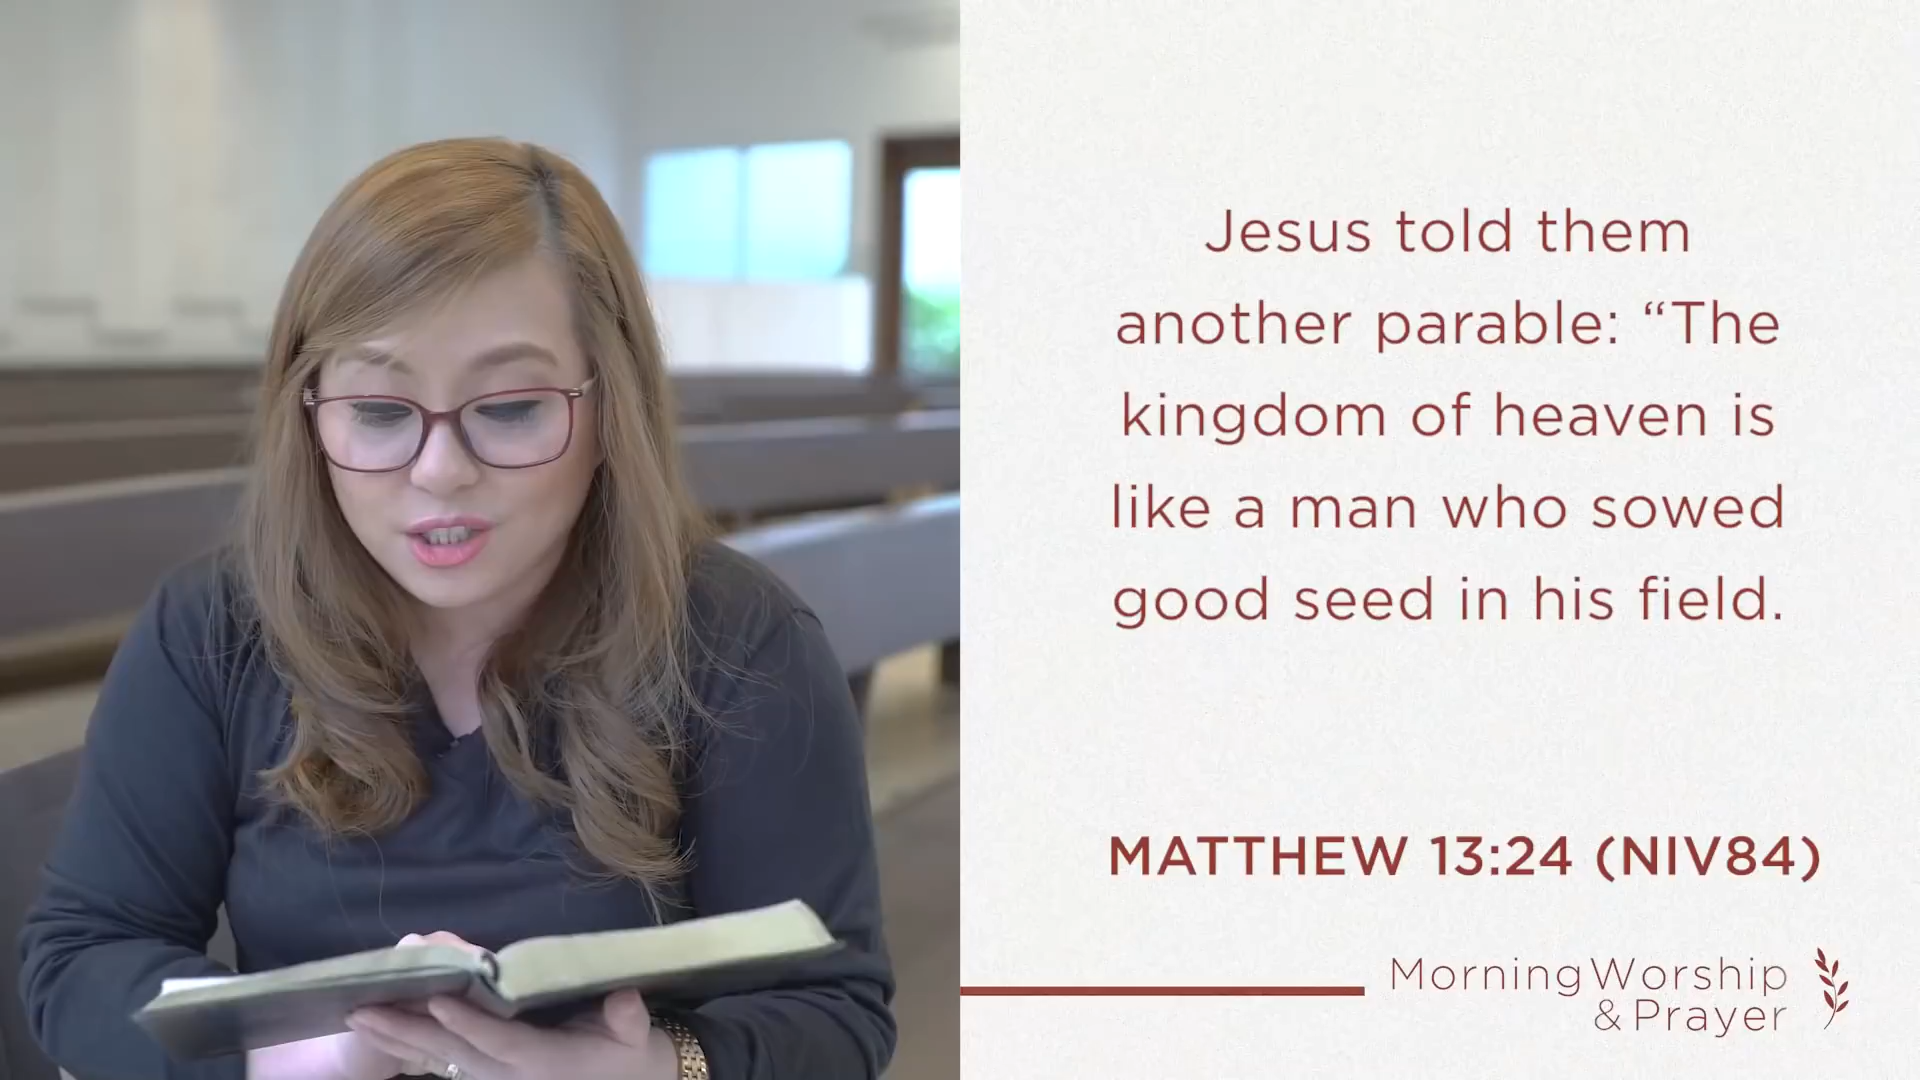 Jesus told them
another parable: “The
kingdom of heaven is
like a man who sowed
good seed in his field.
MATTHEW 13:24 (NIV84)
MorningWorship
& Prayer